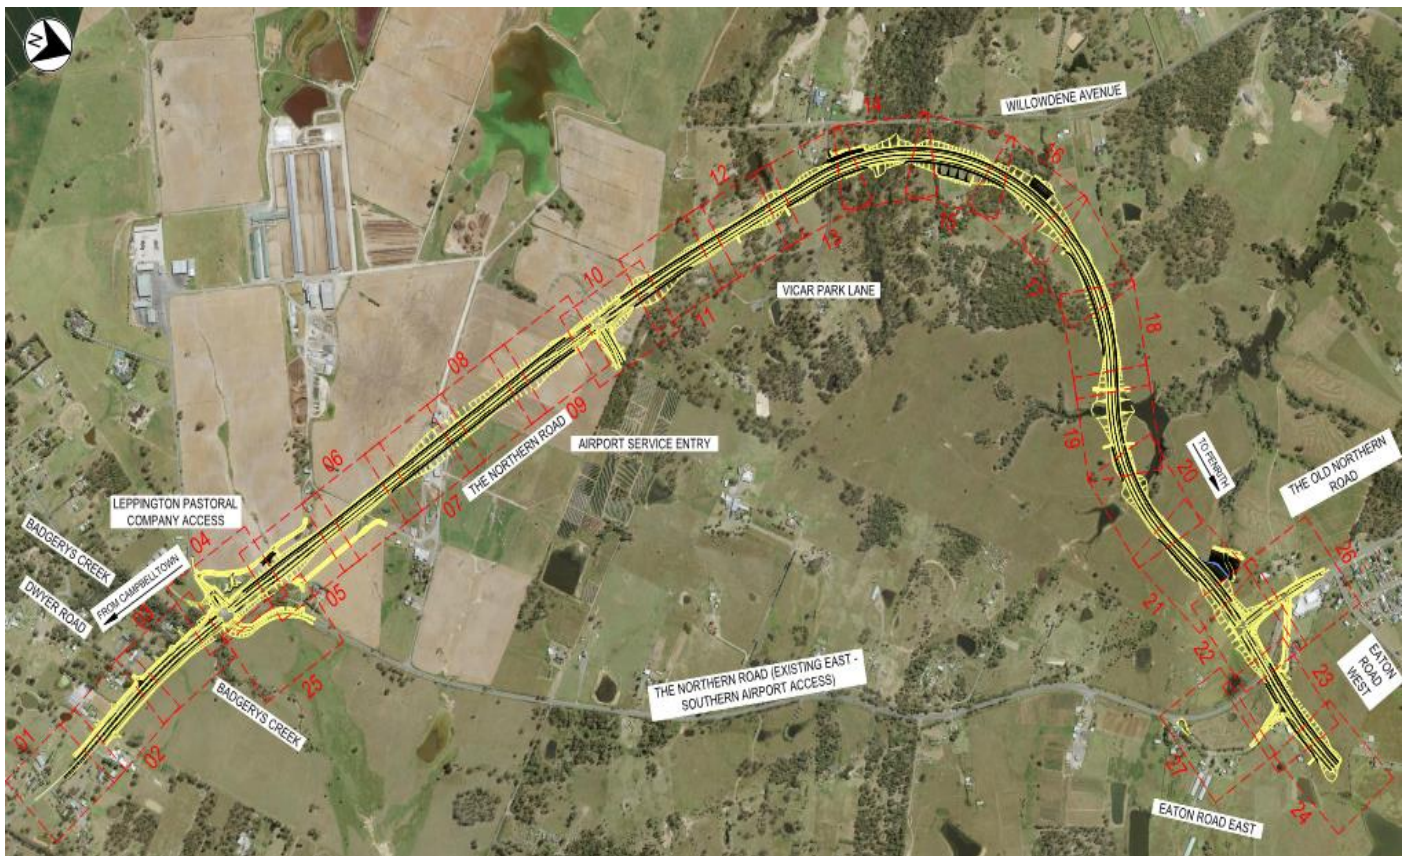 N
WILLOWDENE AVENUE
14
16
12
15
13
17
10
VICAR PARK LANE
11
18
08
09
THE NORTHERN ROAD
AIRPORT SERVICE ENTRY
06
07
19
TO PENRITH
20
THE OLD NORTHERN
ROAD
LEPPINGTON PASTORAL
COMPANY ACCESS
04
BADGERYS CREEK
FROM CAMPBELLTOWN
DWYER ROAD
03
05
26
21
EATON
ROAD
WEST
22
23
THE NORTHERN ROAD (EXISTING EAST -
SOUTHERN AIRPORT ACCESS)
25
BADGERYS CREEK
01
02
27
EATON ROAD EAST
24